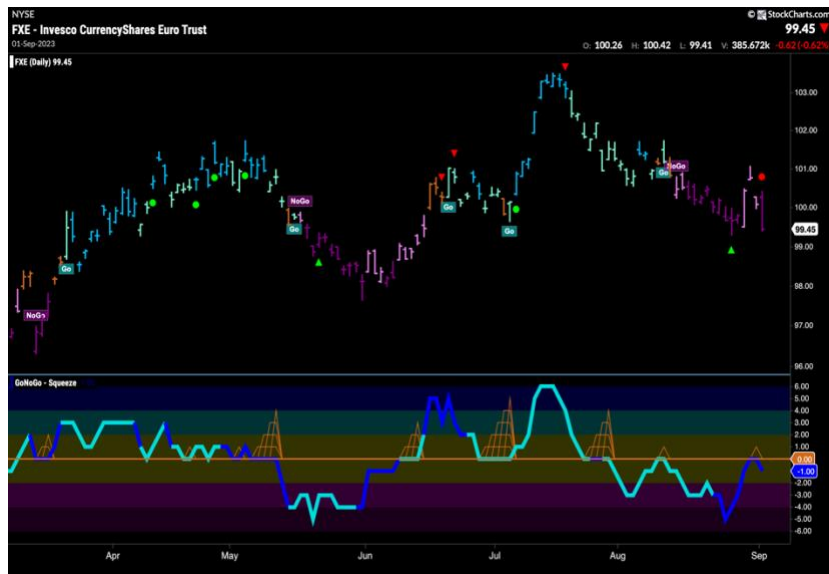 NYSE
© StockCharts.com
FXE - Invesco CurrencyShares Euro Trust
99.45
01-Sep-2023
O: 100.26 H: 100.42 L: 99.41 V: 385.672k -0.62 (-0.62%)
FXE (Daily) 99.45
103.00
102.00
101.00
100.00
99.45
99.00
98.00
97.00
96.00
NoGo
Go
NoGo
Go
Go
Go
Go
NoGo
GoNoGo - Squeeze
6.00
5.00
4.00
3.00
2.00
1.00
0.00
-1.00
-2.00
-3.00
-4.00
-5.00
-6.00
Apr May Jun Jul Aug Sep